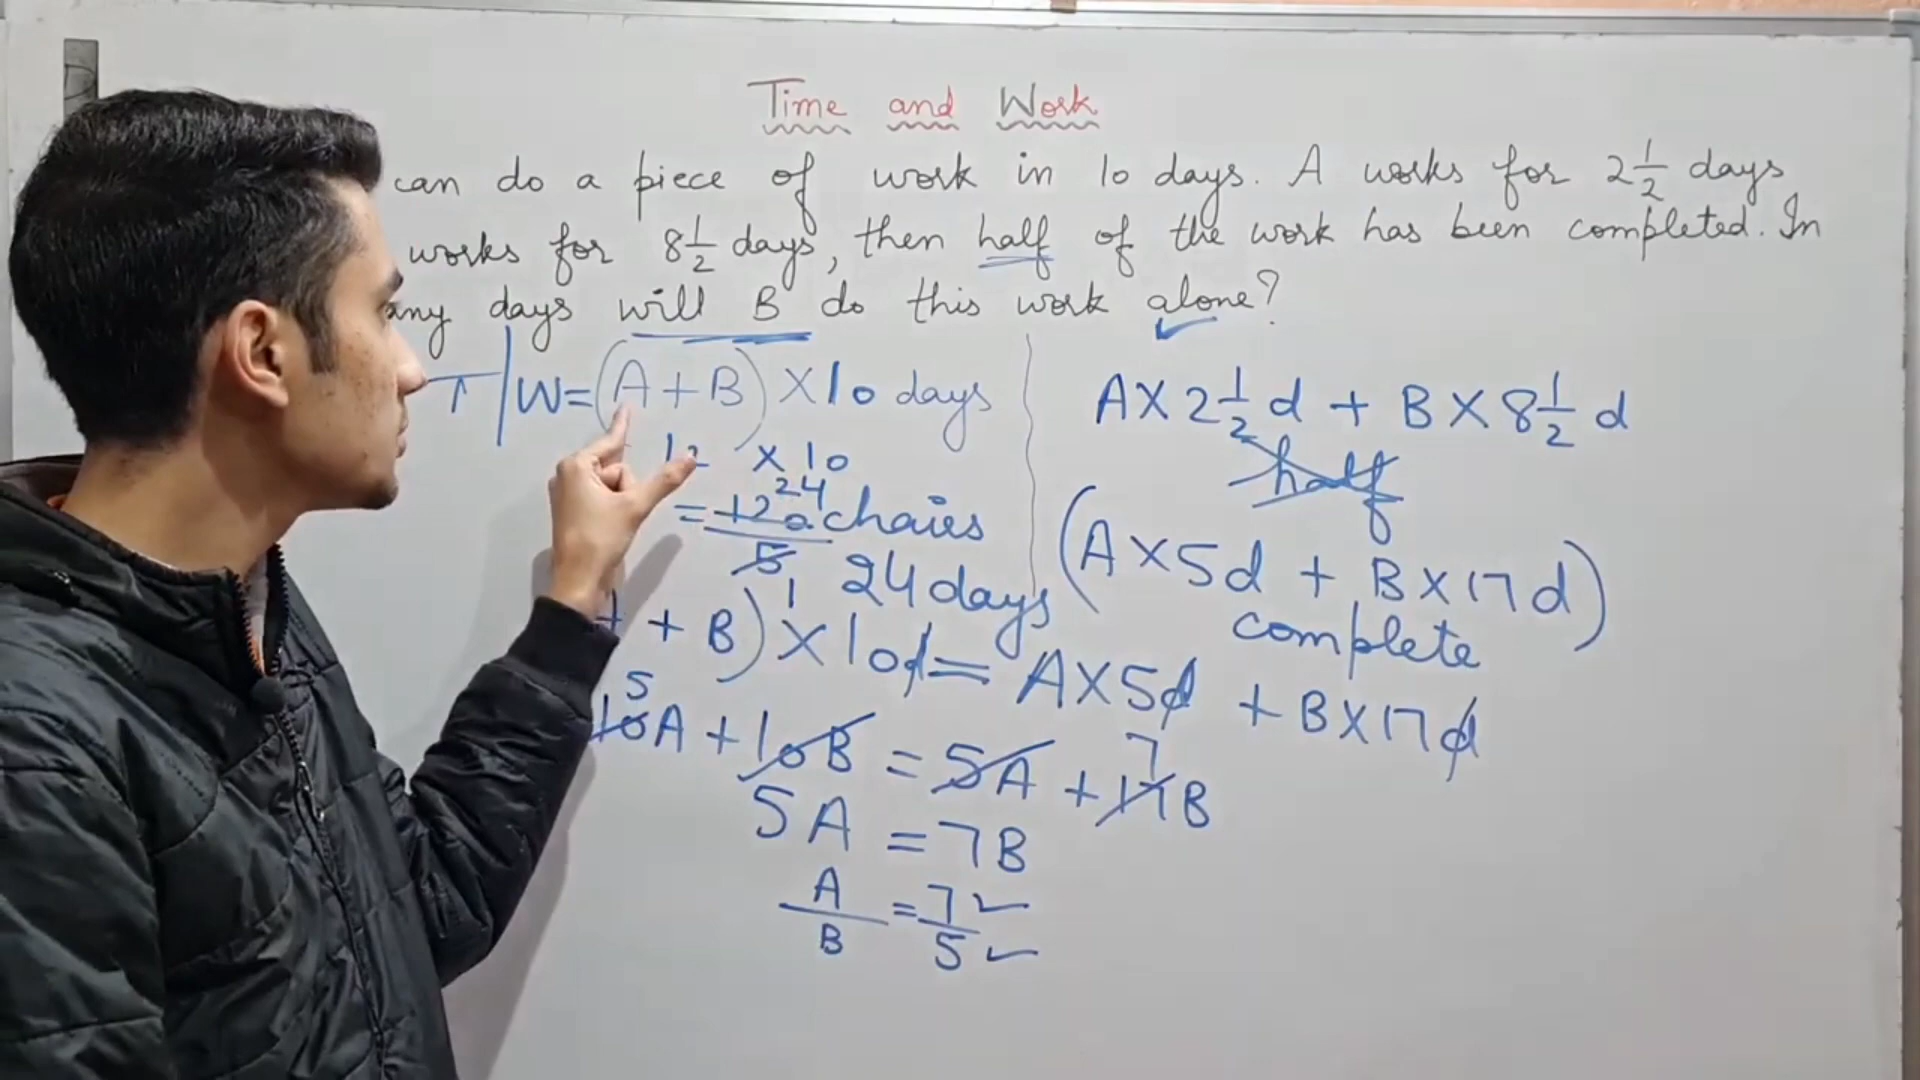 Time and Work
can do a piece of work in 10 days. A works for 2 1/2 days
works for 8 1/2 days, then half of the work has been completed. In
any days will B do this work alone?
T | W = (A + B) × 10 days
12 × 10
= 120 24 chairs
5 1
24 days
+ B) × 10d = A × 5d + B × 17d
5
10A + 10B = 5A + 17B
7
5A = 7B
A/B = 7/5
A × 2 1/2 d + B × 8 1/2 d
half
(A × 5d + B × 17d)
complete